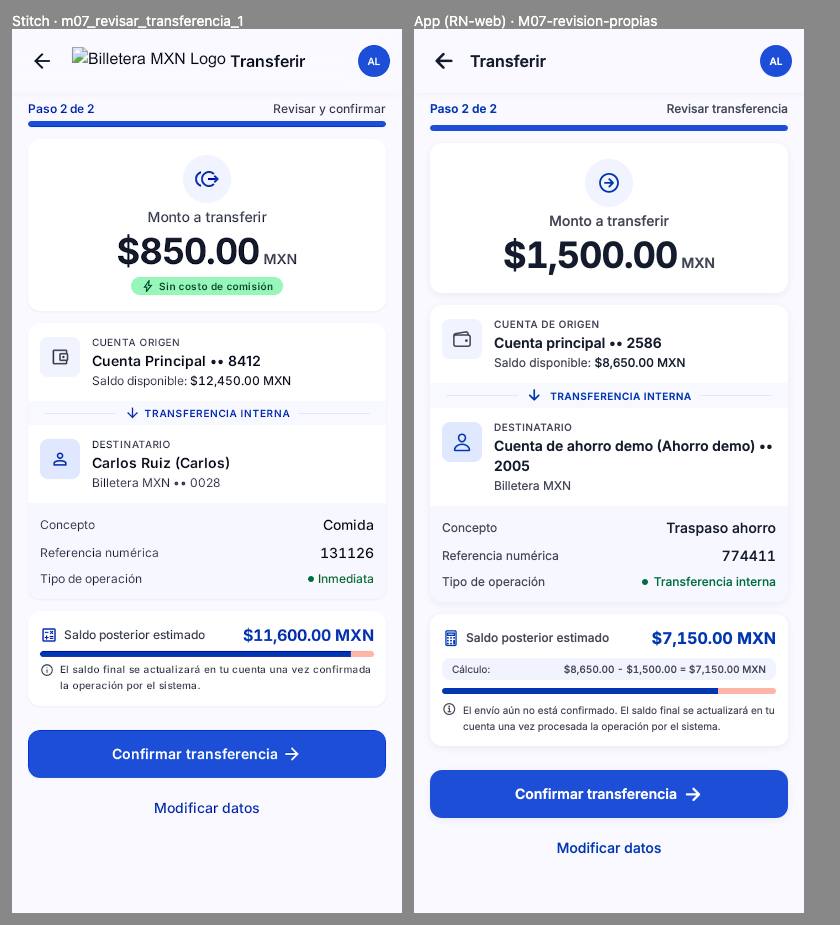 Stitch · m07_revisar_transferencia_1
Billetera MXN Logo Transferir
AL
Paso 2 de 2
Revisar y confirmar
Monto a transferir
$850.00 MXN
Sin costo de comisión
CUENTA ORIGEN
Cuenta Principal •• 8412
Saldo disponible: $12,450.00 MXN
TRANSFERENCIA INTERNA
DESTINATARIO
Carlos Ruiz (Carlos)
Billetera MXN •• 0028
Concepto
Comida
Referencia numérica
131126
Tipo de operación
Inmediata
Saldo posterior estimado
$11,600.00 MXN
El saldo final se actualizará en tu cuenta una vez confirmada
la operación por el sistema.
Confirmar transferencia
Modificar datos
App (RN-web) · M07-revision-propias
Transferir
AL
Paso 2 de 2
Revisar transferencia
Monto a transferir
$1,500.00 MXN
CUENTA DE ORIGEN
Cuenta principal •• 2586
Saldo disponible: $8,650.00 MXN
TRANSFERENCIA INTERNA
DESTINATARIO
Cuenta de ahorro demo (Ahorro demo) ••
2005
Billetera MXN
Concepto
Traspaso ahorro
Referencia numérica
774411
Tipo de operación
Transferencia interna
Saldo posterior estimado
$7,150.00 MXN
Cálculo:
$8,650.00 - $1,500.00 = $7,150.00 MXN
El envío aún no está confirmado. El saldo final se actualizará en tu
cuenta una vez procesada la operación por el sistema.
Confirmar transferencia
Modificar datos